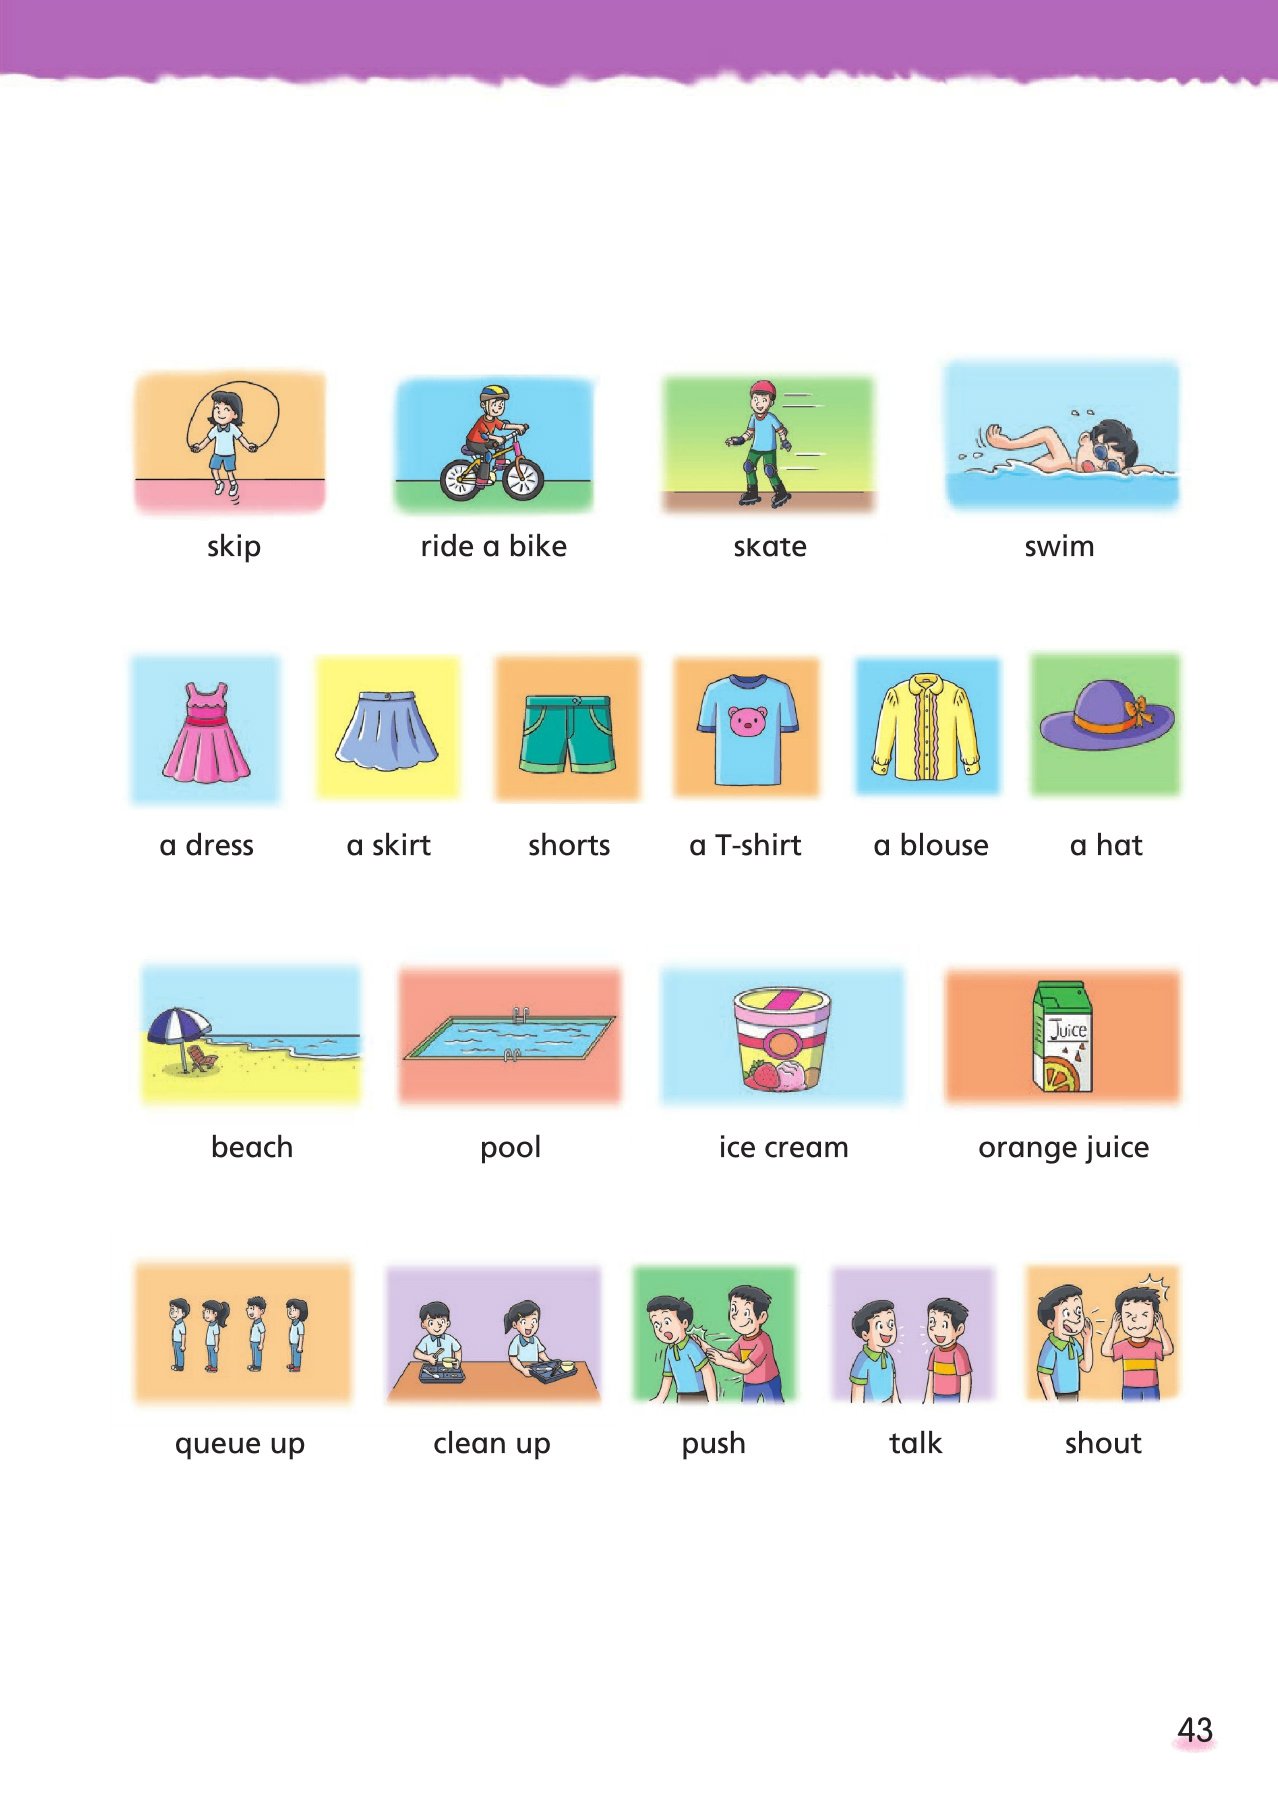 skip ride a bike skate swim
a dress a skirt shorts a T-shirt a blouse a hat
Juice
beach pool ice cream orange juice
queue up clean up push talk shout
43